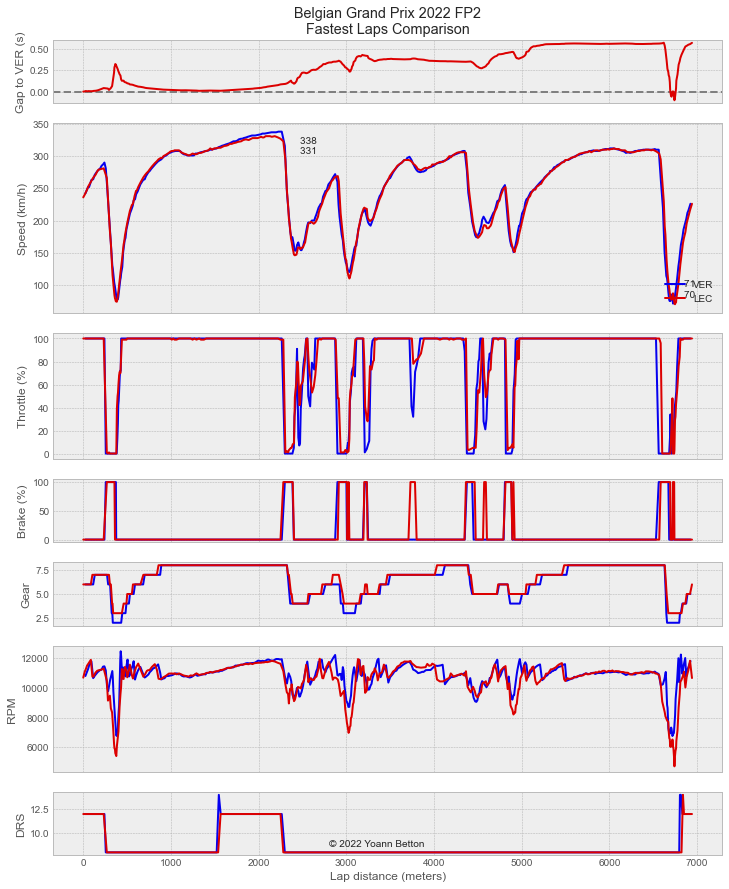 Belgian Grand Prix 2022 FP2
Fastest Laps Comparison
Gap to VER (s)
0.50
0.25
0.00
Speed (km/h)
350
300
250
200
150
100
338
331
71
70
VER
LEC
Throttle (%)
100
80
60
40
20
0
Brake (%)
100
50
0
Gear
7.5
5.0
2.5
RPM
12000
10000
8000
6000
DRS
12.5
10.0
© 2022 Yoann Betton
0 1000 2000 3000 4000 5000 6000 7000
Lap distance (meters)